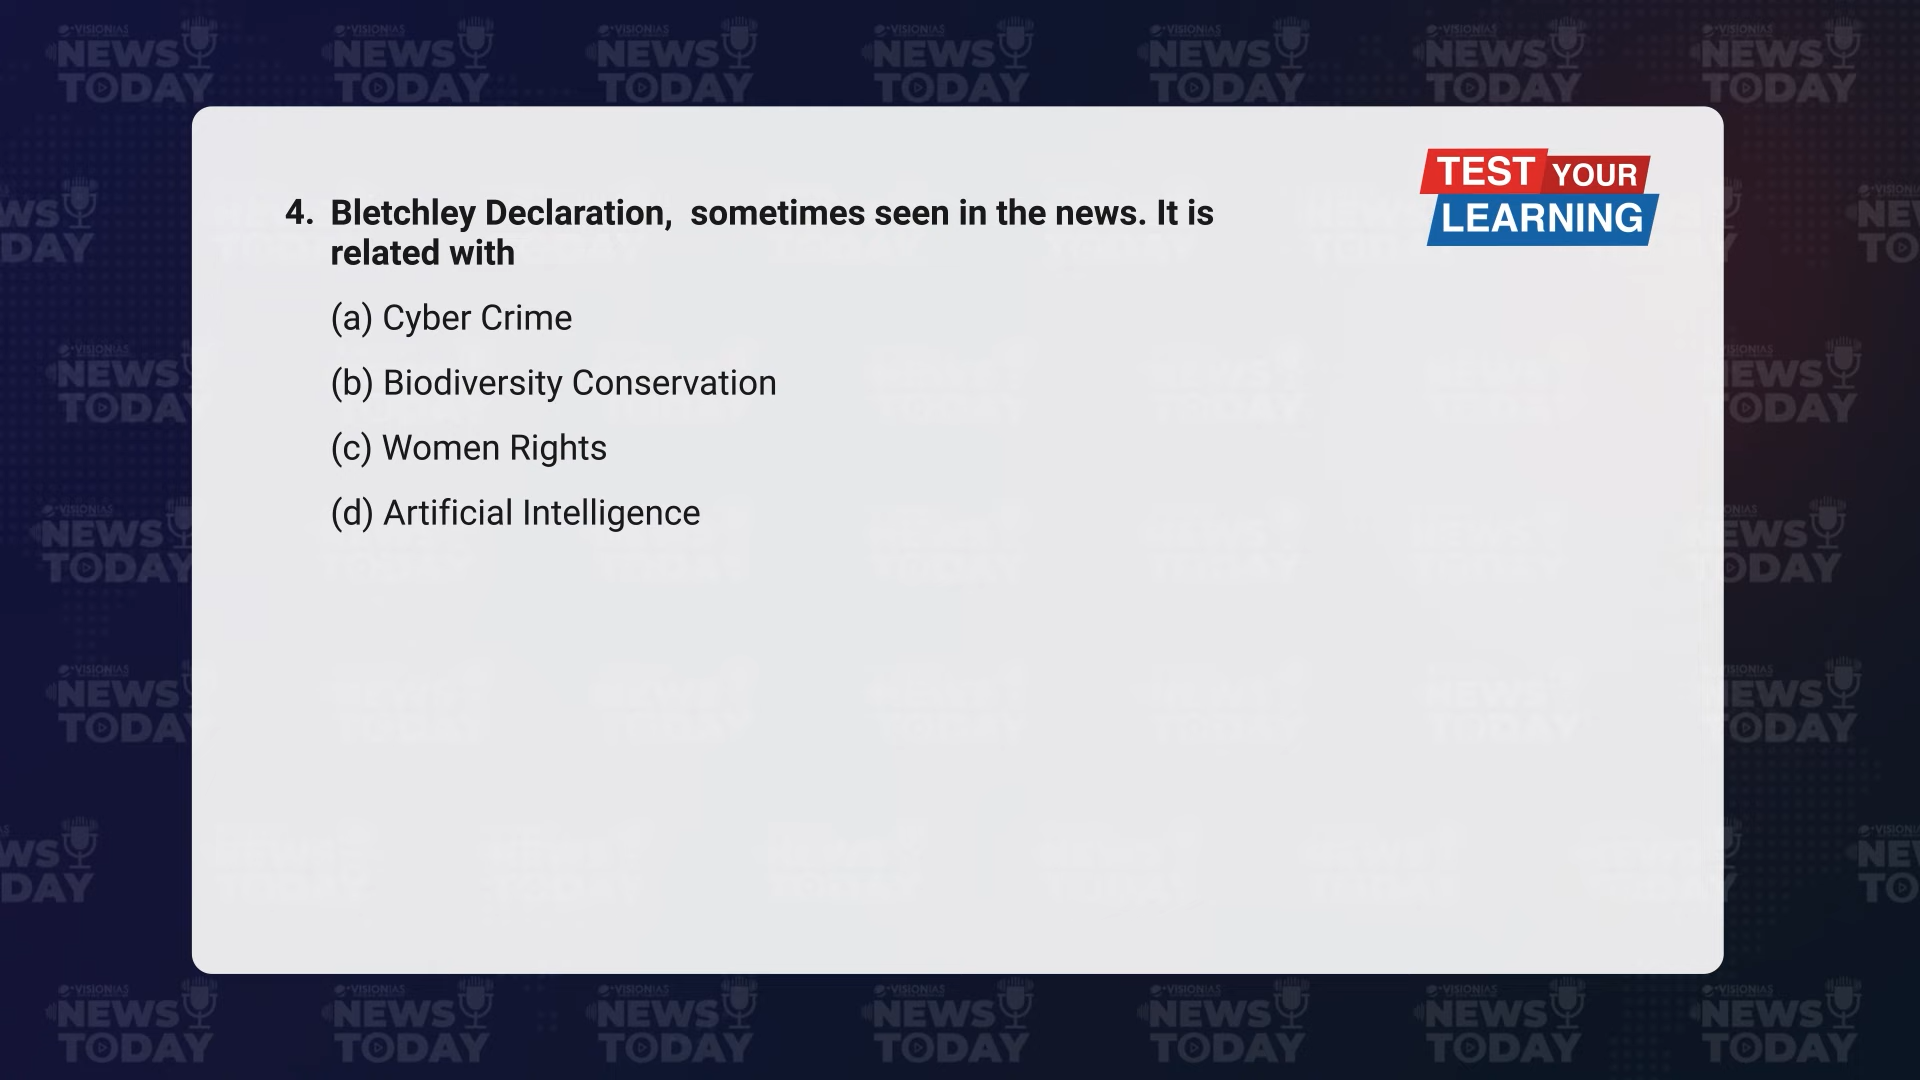 TEST YOUR
LEARNING
4. Bletchley Declaration, sometimes seen in the news. It is
related with
(a) Cyber Crime
(b) Biodiversity Conservation
(c) Women Rights
(d) Artificial Intelligence
VISIONIAS
NEWS
TODAY